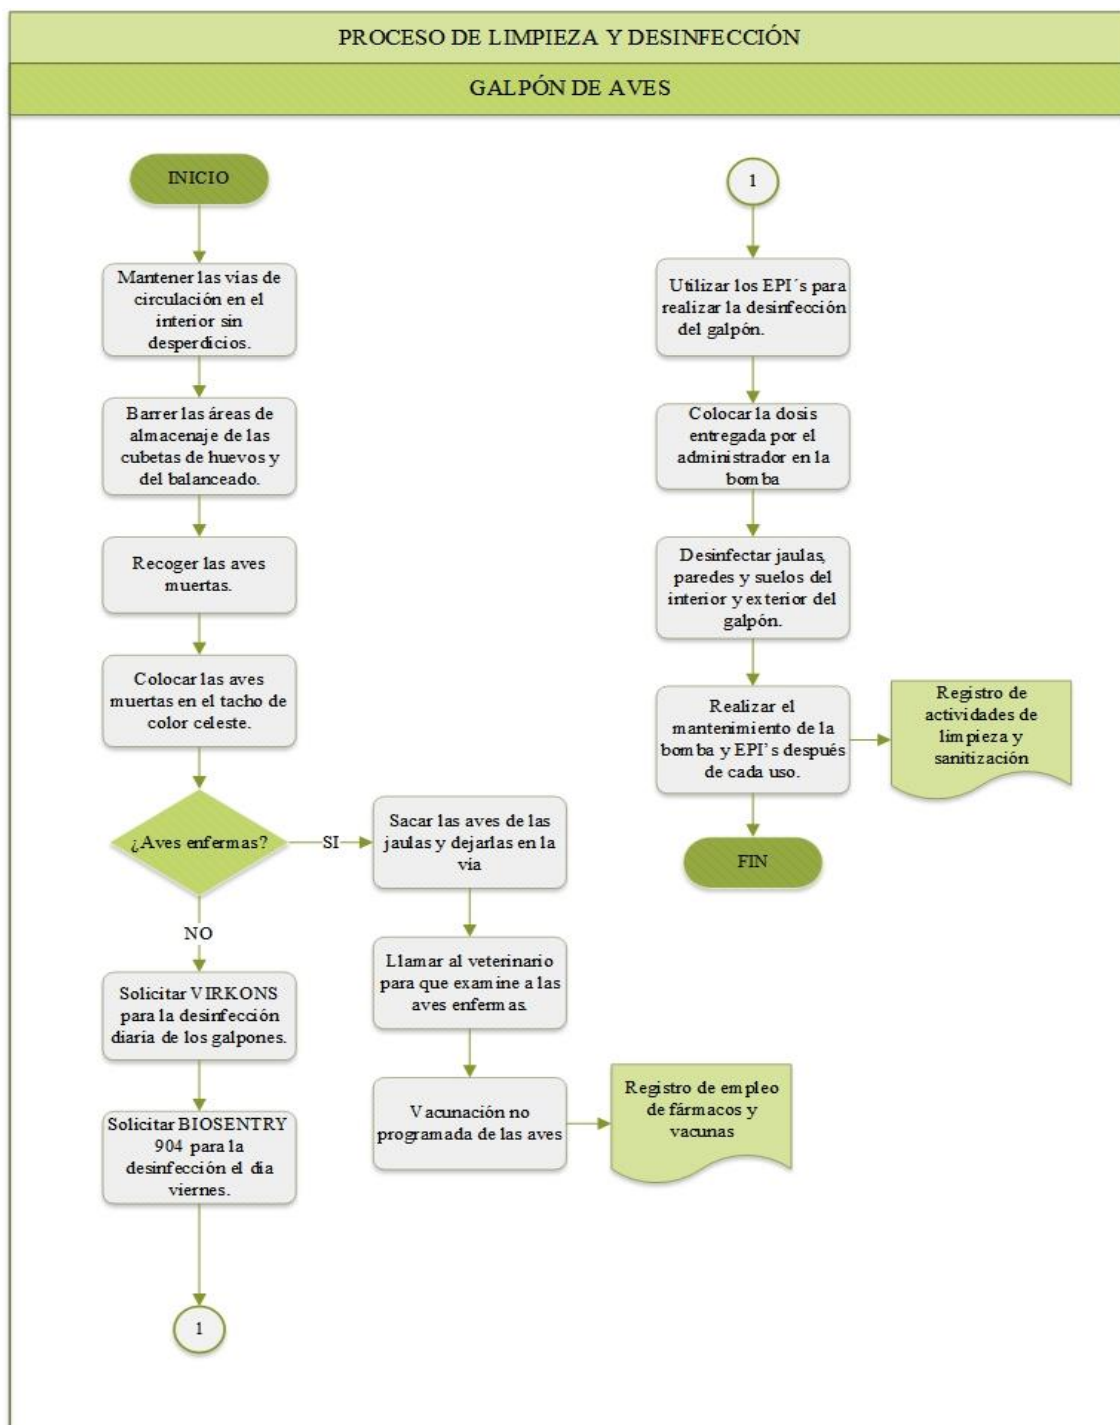 PROCESO DE LIMPIEZA Y DESINFECCIÓN
GALPÓN DE AVES
INICIO
Mantener las vías de
circulación en el
interior sin
desperdicios.
Barrer las áreas de
almacenaje de las
cubetas de huevos y
del balanceado.
Recoger las aves
muertas.
Colocar las aves
muertas en el tacho de
color celeste.
¿Aves enfermas?
SI
Sacar las aves de las
jaulas y dejarlas en la
vía
Llamar al veterinario
para que examine a las
aves enfermas.
Vacunación no
programada de las aves
Registro de empleo
de fármacos y
vacunas
NO
Solicitar VIRKONS
para la desinfección
diaria de los galpones.
Solicitar BIOSENTRY
904 para la
desinfección el día
viernes.
1
1
Utilizar los EPI´s para
realizar la desinfección
del galpón.
Colocar la dosis
entregada por el
administrador en la
bomba
Desinfectar jaulas,
paredes y suelos del
interior y exterior del
galpón.
Realizar el
mantenimiento de la
bomba y EPI’s después
de cada uso.
Registro de
actividades de
limpieza y
sanitización
FIN